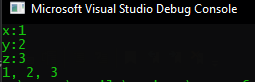 Microsoft Visual Studio Debug Console
x:1
y:2
z:3
1, 2, 3